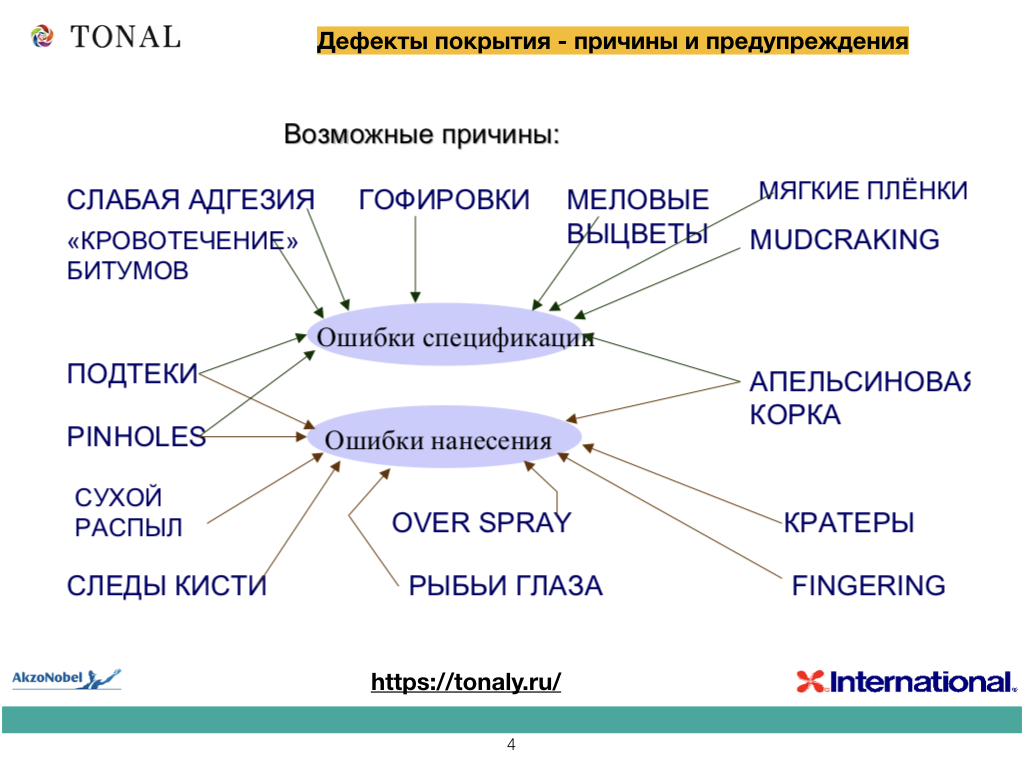 TONAL
Дефекты покрытия - причины и предупреждения
Возможные причины:
СЛАБАЯ АДГЕЗИЯ
ГОФИРОВКИ
МЕЛОВЫЕ
ВЫЦВЕТЫ
МЯГКИЕ ПЛЁНКИ
«КРОВОТЕЧЕНИЕ»
БИТУМОВ
MUDCRAKING
Ошибки спецификации
ПОДТЕКИ
АПЕЛЬСИНОВАЯ
КОРКА
PINHOLES
Ошибки нанесения
СУХОЙ
РАСПЫЛ
OVER SPRAY
КРАТЕРЫ
СЛЕДЫ КИСТИ
РЫБЬИ ГЛАЗА
FINGERING
AkzoNobel
https://tonaly.ru/
International
4